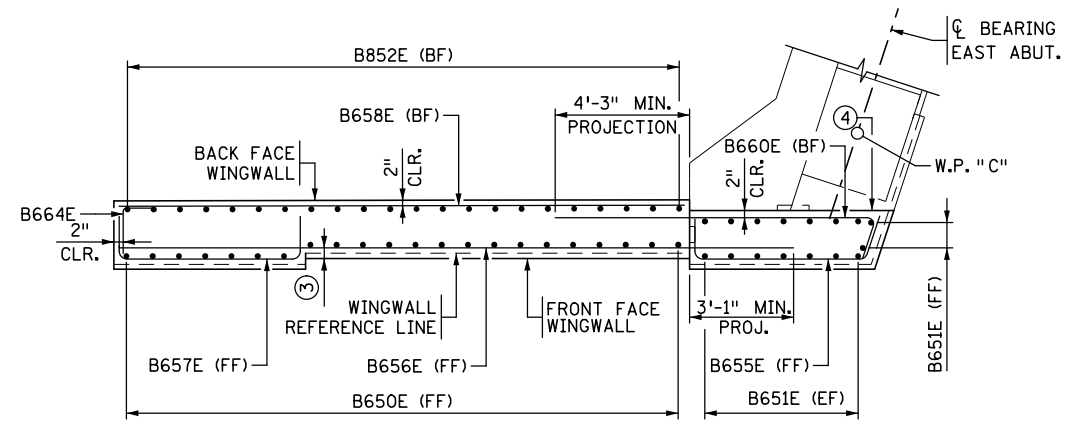 B852E (BF)
℄ BEARING
EAST ABUT.
4'-3" MIN.
PROJECTION
B658E (BF)
4
B660E (BF)
BACK FACE
WINGWALL
2"
CLR.
2"
CLR.
W.P. "C"
B664E
2"
CLR.
3
WINGWALL
REFERENCE LINE
FRONT FACE
WINGWALL
3'-1" MIN.
PROJ.
B651E (FF)
B657E (FF)
B656E (FF)
B655E (FF)
B650E (FF)
B651E (EF)